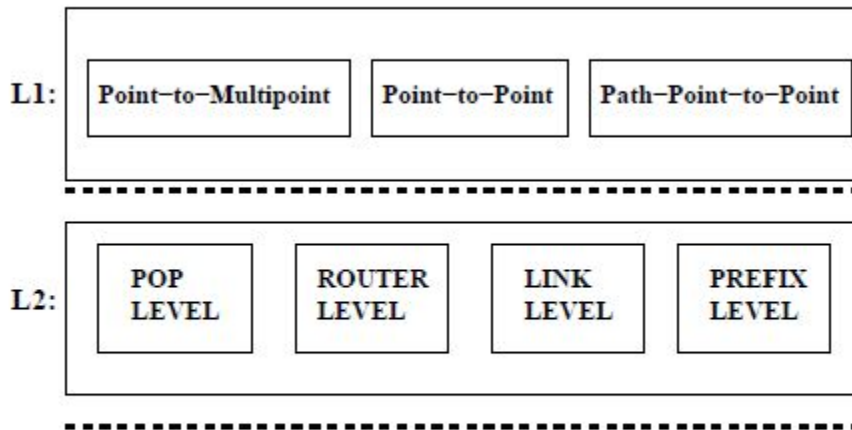 L1:
Point−to−Multipoint
Point−to−Point
Path−Point−to−Point
L2:
POP
LEVEL
ROUTER
LEVEL
LINK
LEVEL
PREFIX
LEVEL